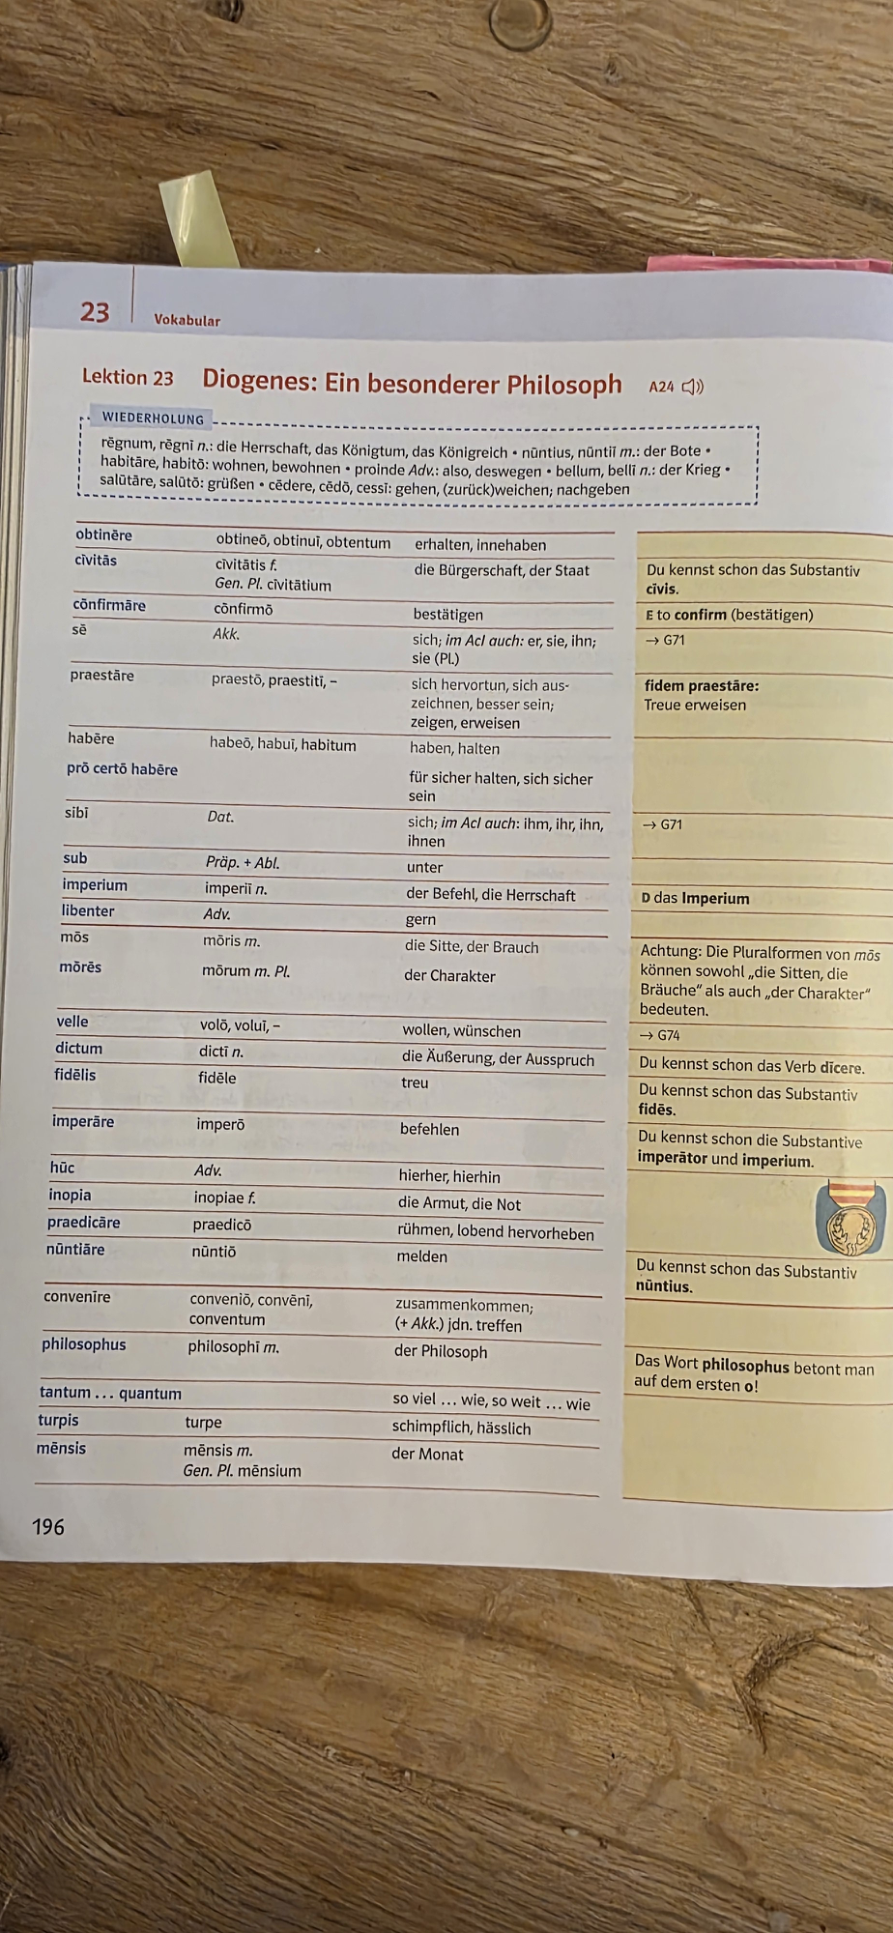 23 Vokabular
Lektion 23 Diogenes: Ein besonderer Philosoph A24
WIEDERHOLUNG
rēgnum, rēgnī n.: die Herrschaft, das Königtum, das Königreich • nūntius, nūntiī m.: der Bote •
habitāre, habitō: wohnen, bewohnen • proinde Adv.: also, deswegen • bellum, bellī n.: der Krieg •
salūtāre, salūtō: grüßen • cēdere, cēdō, cessī: gehen, (zurück)weichen; nachgeben
obtinēre obtineō, obtinuī, obtentum erhalten, innehaben
cīvitās cīvitātis f. die Bürgerschaft, der Staat Du kennst schon das Substantiv
Gen. Pl. cīvitātium cīvis.
cōnfirmāre cōnfirmō bestätigen E to confirm (bestätigen)
sē Akk. sich; im AcI auch: er, sie, ihn; → G71
sie (Pl.)
praestāre praestō, praestitī, – sich hervortun, sich aus- fidem praestāre:
zeichnen, besser sein; Treue erweisen
zeigen, erweisen
habēre habeō, habuī, habitum haben, halten
prō certō habēre für sicher halten, sich sicher
sein
sibī Dat. sich; im AcI auch: ihm, ihr, ihn, → G71
ihnen
sub Präp. + Abl. unter
imperium imperiī n. der Befehl, die Herrschaft D das Imperium
libenter Adv. gern
mōs mōris m. die Sitte, der Brauch Achtung: Die Pluralformen von mōs
mōrēs mōrum m. Pl. der Charakter können sowohl „die Sitten, die
Bräuche“ als auch „der Charakter“
bedeuten.
velle volō, voluī, – wollen, wünschen → G74
dictum dictī n. die Äußerung, der Ausspruch Du kennst schon das Verb dīcere.
fidēlis fidēle treu Du kennst schon das Substantiv
fidēs.
imperāre imperō befehlen Du kennst schon die Substantive
imperātor und imperium.
hūc Adv. hierher, hierhin
inopia inopiae f. die Armut, die Not
praedicāre praedicō rühmen, lobend hervorheben
nūntiāre nūntiō melden Du kennst schon das Substantiv
nūntius.
convenīre conveniō, convēnī, zusammenkommen;
conventum (+ Akk.) jdn. treffen
philosophus philosophī m. der Philosoph Das Wort philosophus betont man
auf dem ersten o!
tantum ... quantum so viel ... wie, so weit ... wie
turpis turpe schimpflich, hässlich
mēnsis mēnsis m. der Monat
Gen. Pl. mēnsium
196